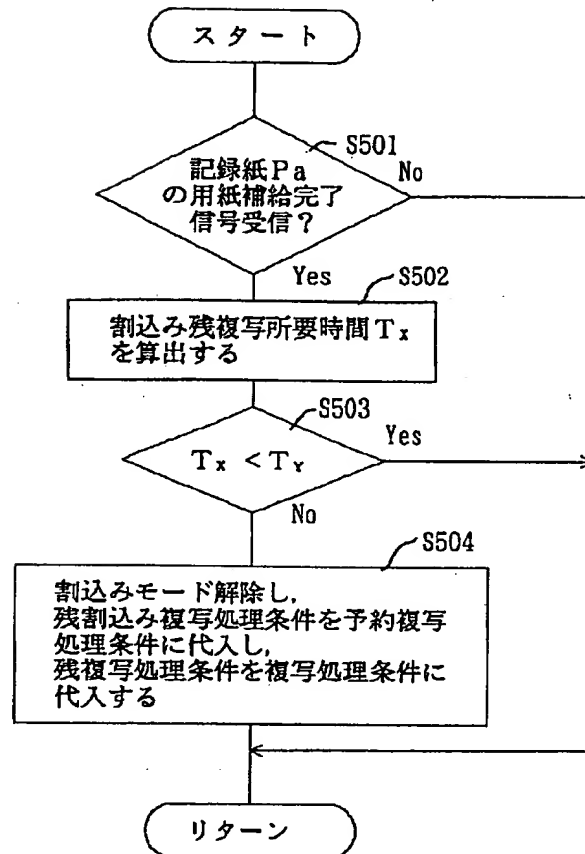 スタート
S501
記録紙Pa
の用紙補給完了
信号受信？
No
Yes
S502
割込み残複写所要時間Tx
を算出する
S503
Tx <TY
Yes
No
S504
割込みモード解除し,
残割込み複写処理条件を予約複写
処理条件に代入し,
残複写処理条件を複写処理条件に
代入する
リターン